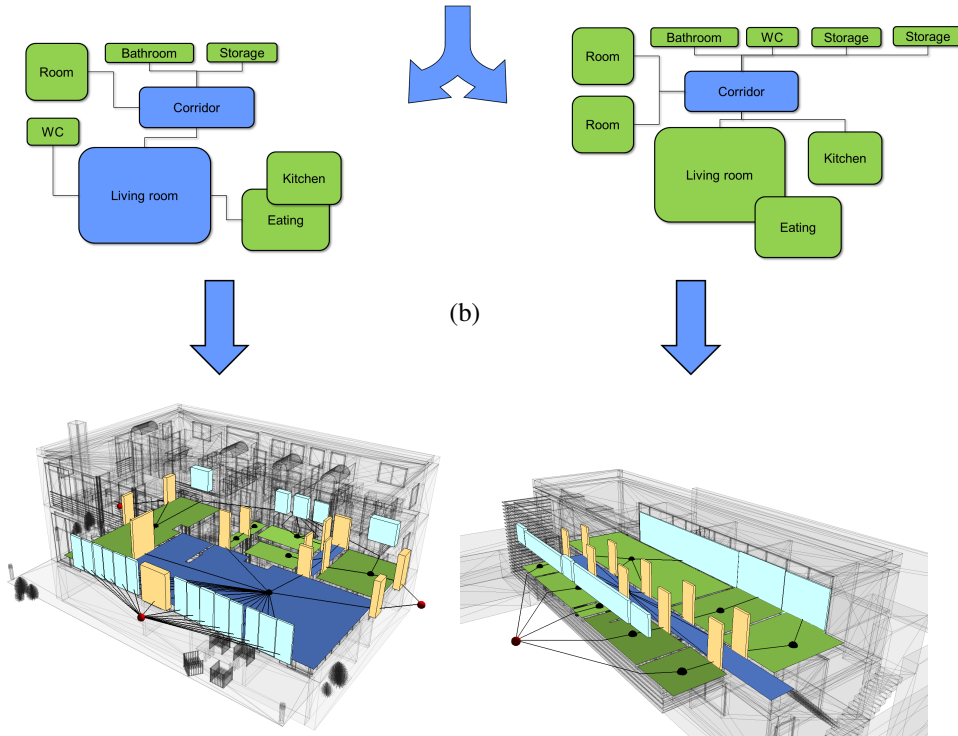 Bathroom
Storage
Room
Corridor
WC
Living room
Kitchen
Eating
Bathroom
WC
Storage
Storage
Room
Corridor
Room
Living room
Kitchen
Eating
(b)